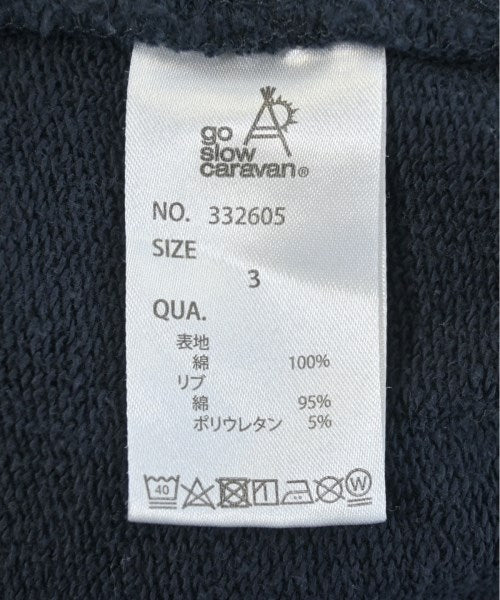 go
slow
caravan®
NO. 332605
SIZE
3
QUA.
表地
綿 100%
リブ
綿 95%
ポリウレタン 5%
40 W